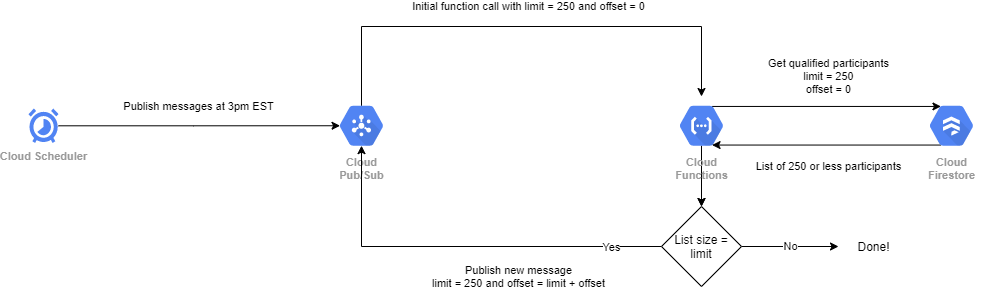 Initial function call with limit = 250 and offset = 0
Get qualified participants
limit = 250
offset = 0
Publish messages at 3pm EST
Cloud Scheduler
Cloud
Pub/Sub
Cloud
Functions
List of 250 or less participants
Cloud
Firestore
List size =
limit
Yes
No
Done!
Publish new message
limit = 250 and offset = limit + offset